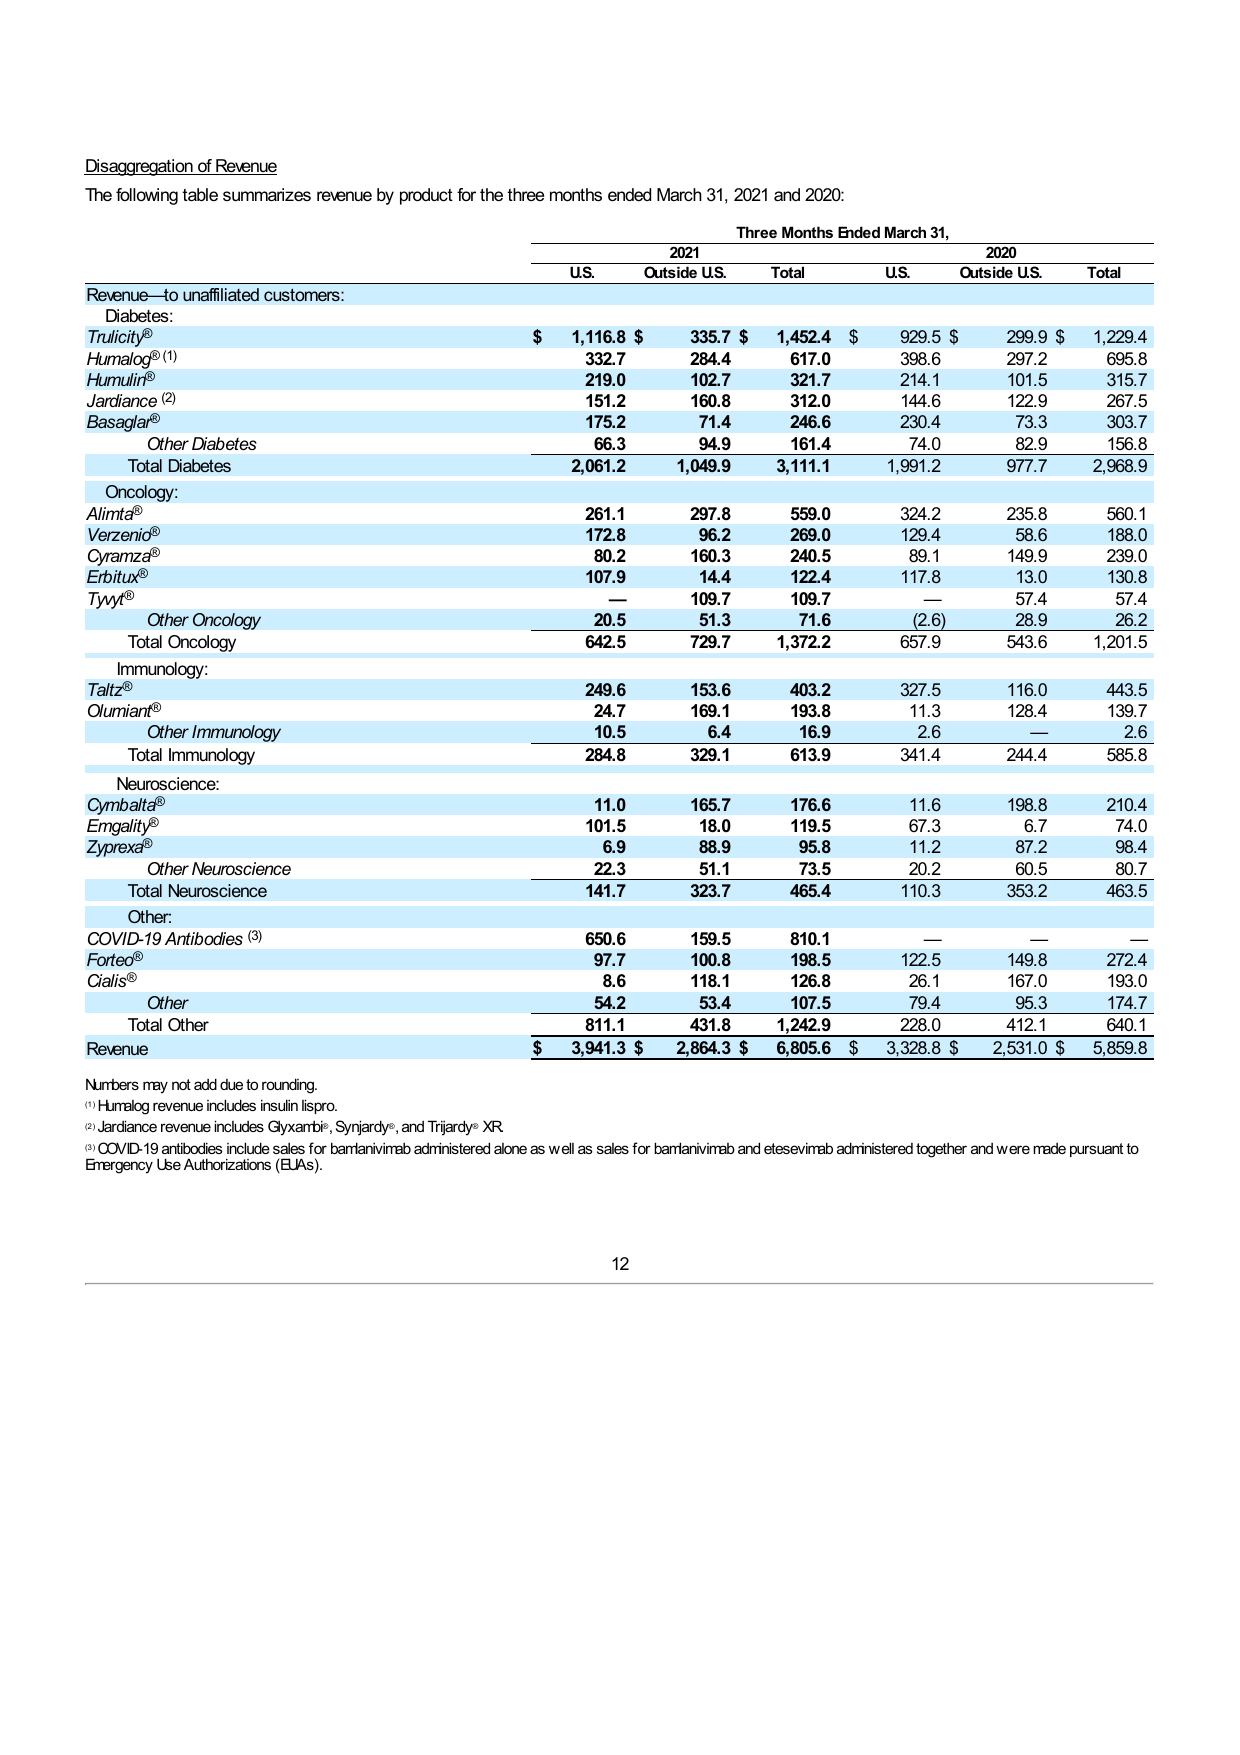 Disaggregation of Revenue
The following table summarizes revenue by product for the three months ended March 31, 2021 and 2020:
Three Months Ended March 31,
2021 2020
U.S. Outside U.S. Total U.S. Outside U.S. Total
Revenue—to unaffiliated customers:
Diabetes:
Trulicity® $ 1,116.8 $ 335.7 $ 1,452.4 $ 929.5 $ 299.9 $ 1,229.4
Humalog® (1) 332.7 284.4 617.0 398.6 297.2 695.8
Humulin® 219.0 102.7 321.7 214.1 101.5 315.7
Jardiance (2) 151.2 160.8 312.0 144.6 122.9 267.5
Basaglar® 175.2 71.4 246.6 230.4 73.3 303.7
Other Diabetes 66.3 94.9 161.4 74.0 82.9 156.8
Total Diabetes 2,061.2 1,049.9 3,111.1 1,991.2 977.7 2,968.9
Oncology:
Alimta® 261.1 297.8 559.0 324.2 235.8 560.1
Verzenio® 172.8 96.2 269.0 129.4 58.6 188.0
Cyramza® 80.2 160.3 240.5 89.1 149.9 239.0
Erbitux® 107.9 14.4 122.4 117.8 13.0 130.8
Tyvyt® — 109.7 109.7 — 57.4 57.4
Other Oncology 20.5 51.3 71.6 (2.6) 28.9 26.2
Total Oncology 642.5 729.7 1,372.2 657.9 543.6 1,201.5
Immunology:
Taltz® 249.6 153.6 403.2 327.5 116.0 443.5
Olumiant® 24.7 169.1 193.8 11.3 128.4 139.7
Other Immunology 10.5 6.4 16.9 2.6 — 2.6
Total Immunology 284.8 329.1 613.9 341.4 244.4 585.8
Neuroscience:
Cymbalta® 11.0 165.7 176.6 11.6 198.8 210.4
Emgality® 101.5 18.0 119.5 67.3 6.7 74.0
Zyprexa® 6.9 88.9 95.8 11.2 87.2 98.4
Other Neuroscience 22.3 51.1 73.5 20.2 60.5 80.7
Total Neuroscience 141.7 323.7 465.4 110.3 353.2 463.5
Other:
COVID-19 Antibodies (3) 650.6 159.5 810.1 — — —
Forteo® 97.7 100.8 198.5 122.5 149.8 272.4
Cialis® 8.6 118.1 126.8 26.1 167.0 193.0
Other 54.2 53.4 107.5 79.4 95.3 174.7
Total Other 811.1 431.8 1,242.9 228.0 412.1 640.1
Revenue $ 3,941.3 $ 2,864.3 $ 6,805.6 $ 3,328.8 $ 2,531.0 $ 5,859.8
Numbers may not add due to rounding.
(1) Humalog revenue includes insulin lispro.
(2) Jardiance revenue includes Glyxambi®, Synjardy®, and Trijardy® XR.
(3) COVID-19 antibodies include sales for bamlanivimab administered alone as well as sales for bamlanivimab and etesevimab administered together and were made pursuant to
Emergency Use Authorizations (EUAs).
12